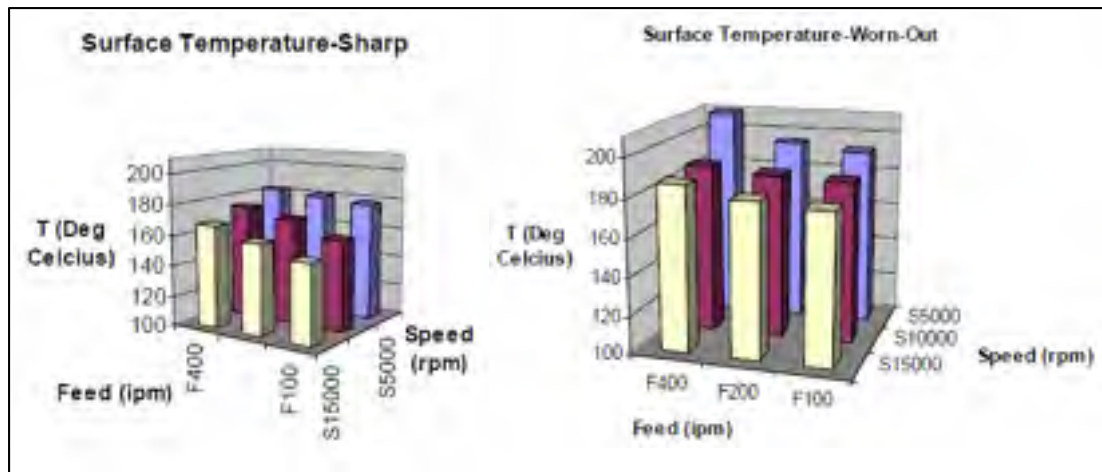 Surface Temperature-Sharp
200
180
160
140
120
100
T (Deg
Celcius)
Feed (ipm)
F400
F100
S15000
S5000
Speed
(rpm)
Surface Temperature-Worn-Out
200
180
160
140
120
100
T (Deg
Celcius)
F400
F200
F100
Feed (ipm)
S5000
S10000
S15000
Speed (rpm)